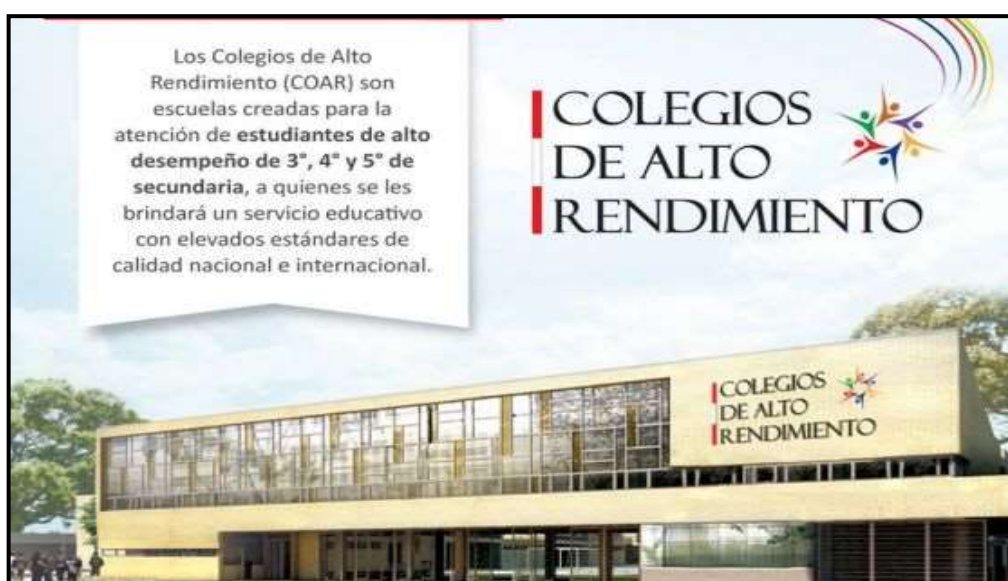 Los Colegios de Alto
Rendimiento (COAR) son
escuelas creadas para la
atención de estudiantes de alto
desempeño de 3°, 4° y 5° de
secundaria, a quienes se les
brindará un servicio educativo
con elevados estándares de
calidad nacional e internacional.
COLEGIOS
DE ALTO
RENDIMIENTO
COLEGIOS
DE ALTO
RENDIMIENTO